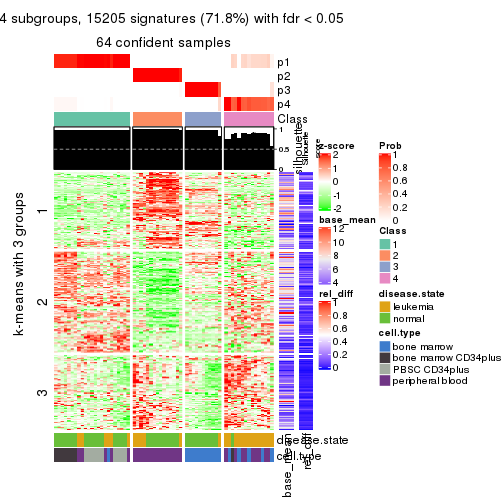 4 subgroups, 15205 signatures (71.8%) with fdr < 0.05
64 confident samples
p1
p2
p3
p4
Class
silhouette
score
1
0.5
0
k-means with 3 groups
1
2
3
disease.state
cell.type
base_mean
rel_diff
z-score
2
1
0
-1
-2
base_mean
12
10
8
6
4
rel_diff
1
0.8
0.6
0.4
0.2
0
Prob
1
0.8
0.6
0.4
0.2
0
Class
1
2
3
4
disease.state
leukemia
normal
cell.type
bone marrow
bone marrow CD34plus
PBSC CD34plus
peripheral blood